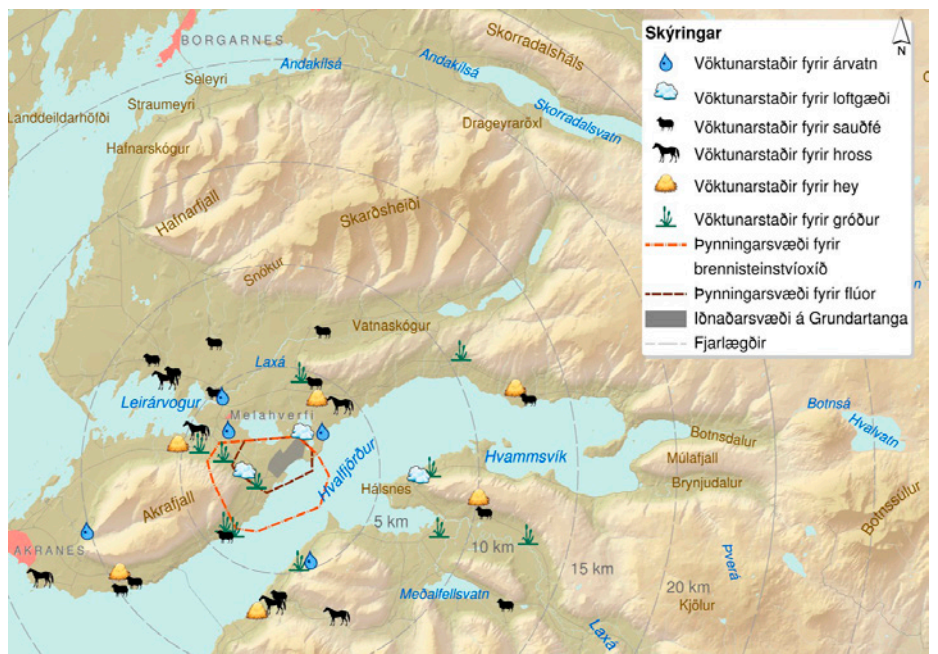 BORGARNES
Seleyri
Straumeyri
Landdeildarhöfði
Hafnarskógur
Andakílsá
Andakílsá
Skorradalsháls
Skorradalsvatn
Drageyraröxl
Hafnarfjall
Skarðsheiði
Snókur
Vatnaskógur
Laxá
Leirárvogur
Melahverfi
Hvalfjörður
Akrafjall
AKRANES
Hálsnes
Hvammsvík
Botnsdalur
Múlafjall
Brynjudalur
Botnsá
Hvalvatn
Botnssúlur
5 km
10 km
15 km
20 km
Þverá
Kjölur
Meðalfellsvatn
Laxá
Skýringar
N
Vöktunarstaðir fyrir árvatn
Vöktunarstaðir fyrir loftgæði
Vöktunarstaðir fyrir sauðfé
Vöktunarstaðir fyrir hross
Vöktunarstaðir fyrir hey
Vöktunarstaðir fyrir gróður
Þynningarsvæði fyrir
brennisteinstvíoxíð
Þynningarsvæði fyrir flúor
Iðnaðarsvæði á Grundartanga
Fjarlægðir